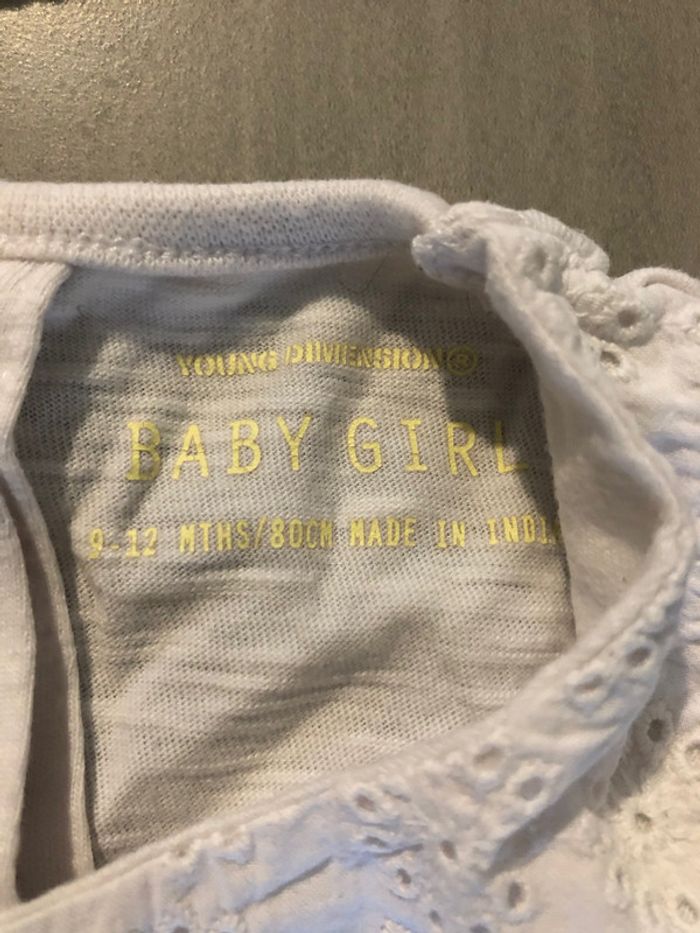 YOUNG DIMENSION®
BABY GIRL
9-12 MTHS/80CM MADE IN INDIA